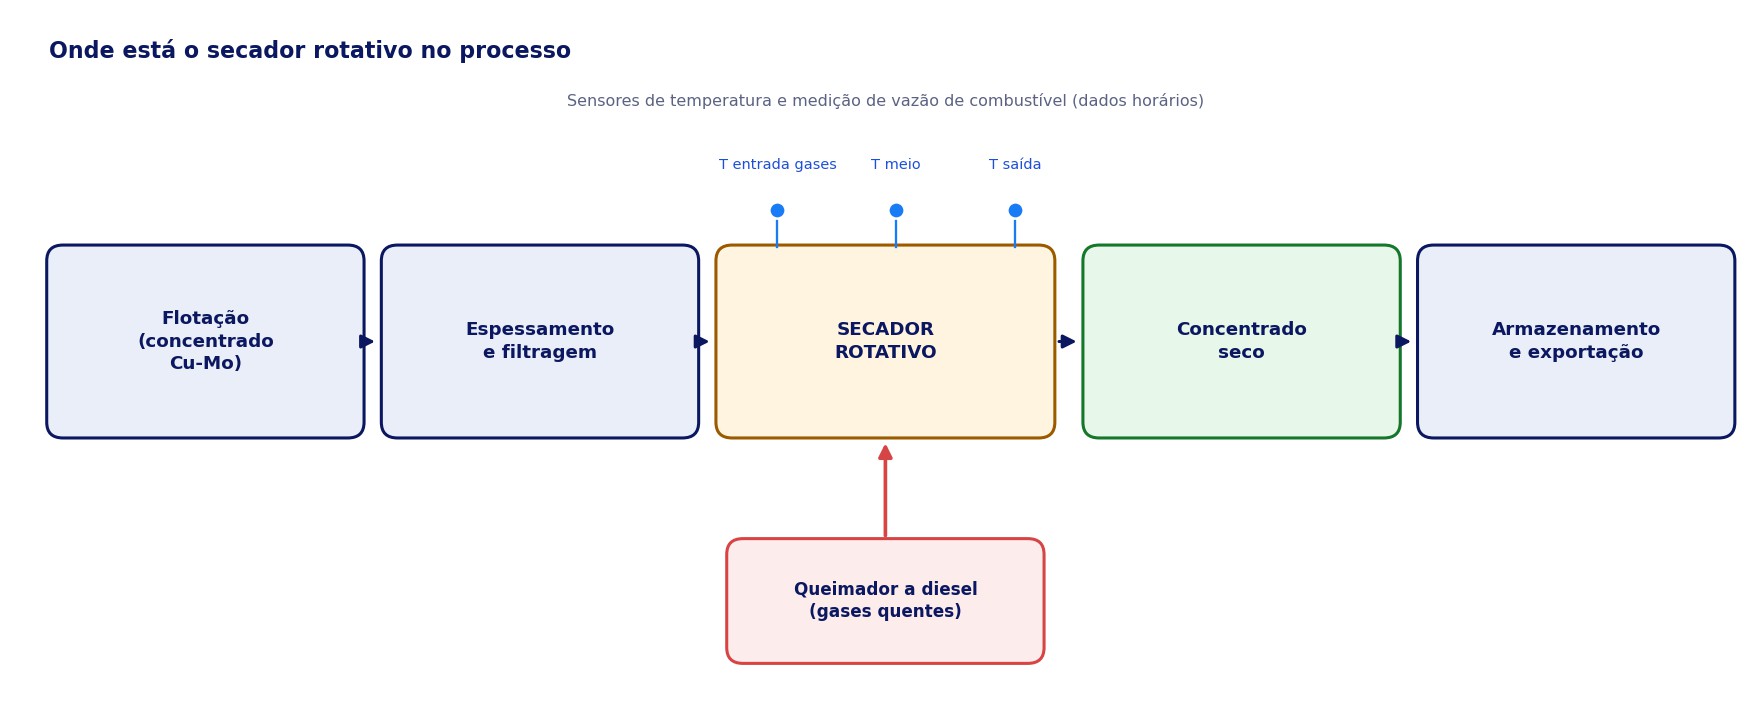 Onde está o secador rotativo no processo
Sensores de temperatura e medição de vazão de combustível (dados horários)
T entrada gases
T meio
T saída
Flotação
(concentrado
Cu-Mo)
Espessamento
e filtragem
SECADOR
ROTATIVO
Concentrado
seco
Armazenamento
e exportação
Queimador a diesel
(gases quentes)